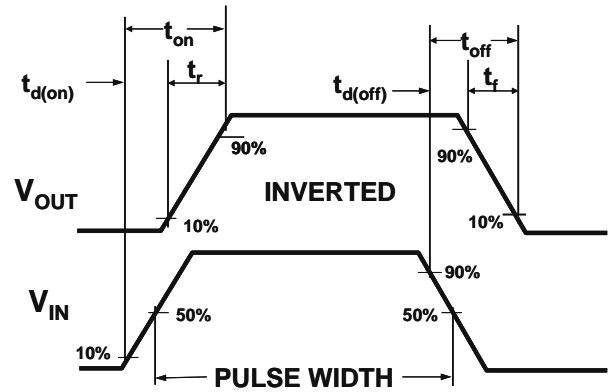 t_on t_off
t_d(on) t_r t_d(off) t_f
90% 90%
V_OUT INVERTED
10% 10%
90%
V_IN 50% 50%
10%
PULSE WIDTH